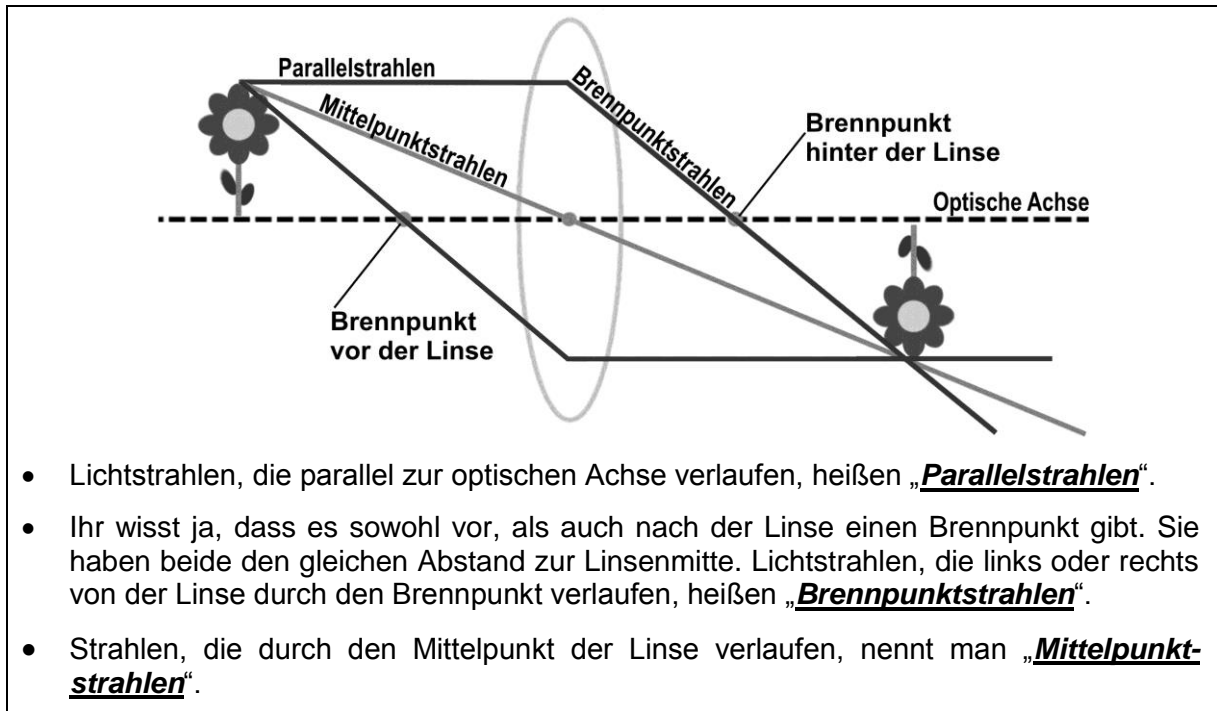 Parallelstrahlen
Mittelpunktstrahlen
Brennpunktstrahlen
Brennpunkt
hinter der Linse
Optische Achse
Brennpunkt
vor der Linse
• Lichtstrahlen, die parallel zur optischen Achse verlaufen, heißen „Parallelstrahlen“.
• Ihr wisst ja, dass es sowohl vor, als auch nach der Linse einen Brennpunkt gibt. Sie
haben beide den gleichen Abstand zur Linsenmitte. Lichtstrahlen, die links oder rechts
von der Linse durch den Brennpunkt verlaufen, heißen „Brennpunktstrahlen“.
• Strahlen, die durch den Mittelpunkt der Linse verlaufen, nennt man „Mittelpunkt-
strahlen“.